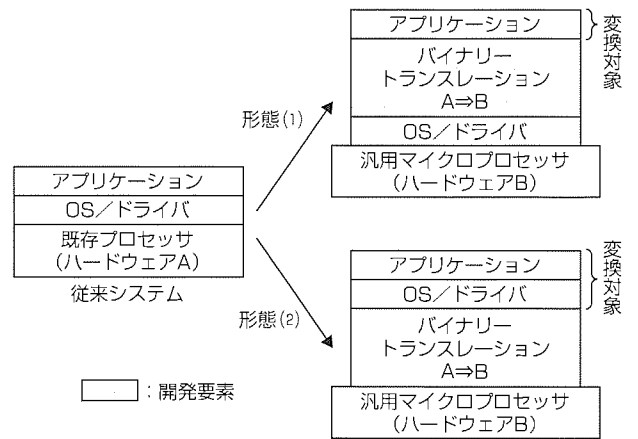 アプリケーション
OS／ドライバ
既存プロセッサ
(ハードウェアA)
従来システム
形態(1)
アプリケーション
バイナリー
トランスレーション
A⇒B
OS／ドライバ
汎用マイクロプロセッサ
(ハードウェアB)
変換対象
形態(2)
アプリケーション
OS／ドライバ
バイナリー
トランスレーション
A⇒B
汎用マイクロプロセッサ
(ハードウェアB)
変換対象
：開発要素